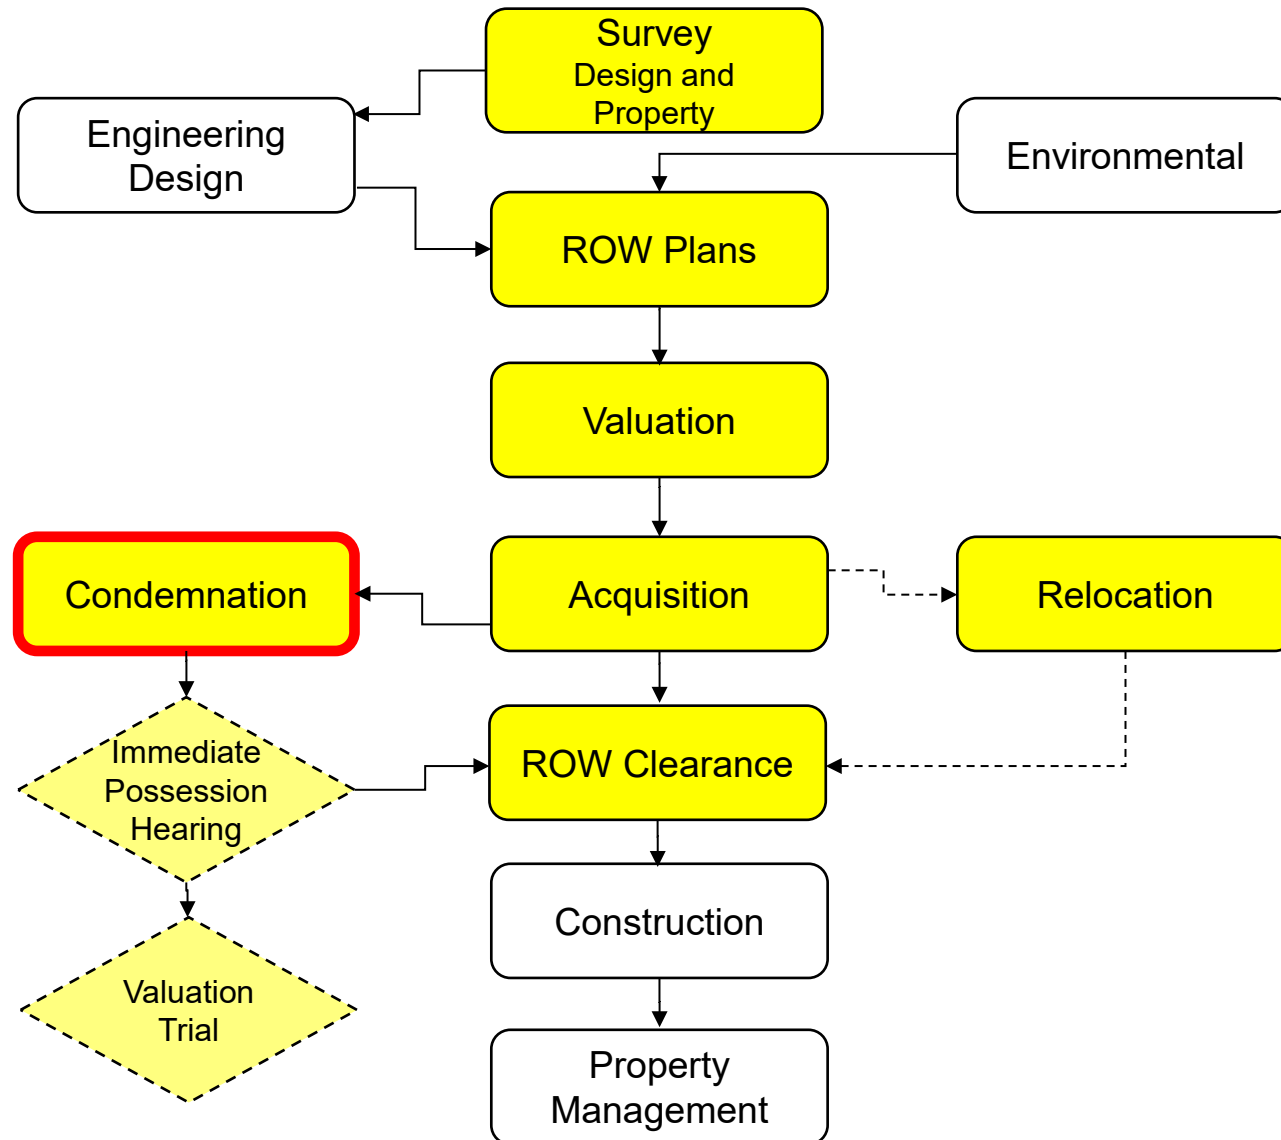 Survey
Design and
Property
Engineering
Design
Environmental
ROW Plans
Valuation
Condemnation
Acquisition
Relocation
Immediate
Possession
Hearing
ROW Clearance
Construction
Valuation
Trial
Property
Management